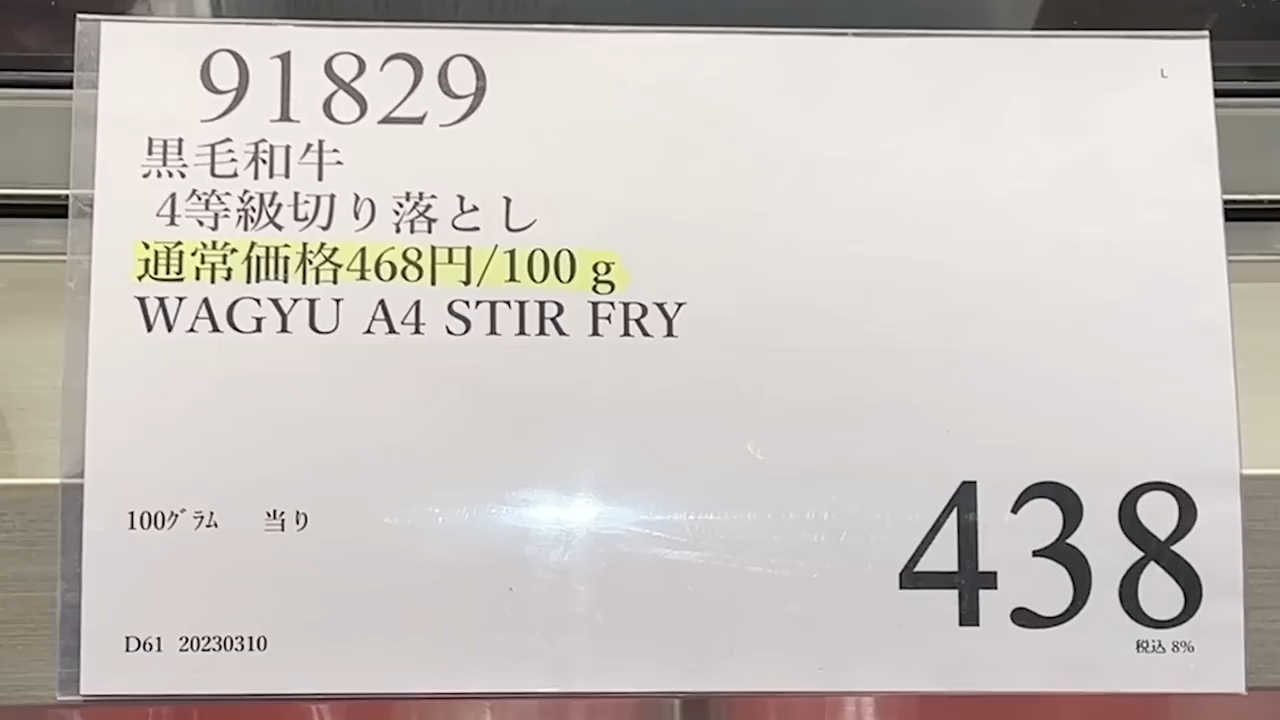 L
91829
黒毛和牛
4等級切り落とし
通常価格468円/100 g
WAGYU A4 STIR FRY
100ｸﾞﾗﾑ 当り
438
税込 8%
D61 20230310